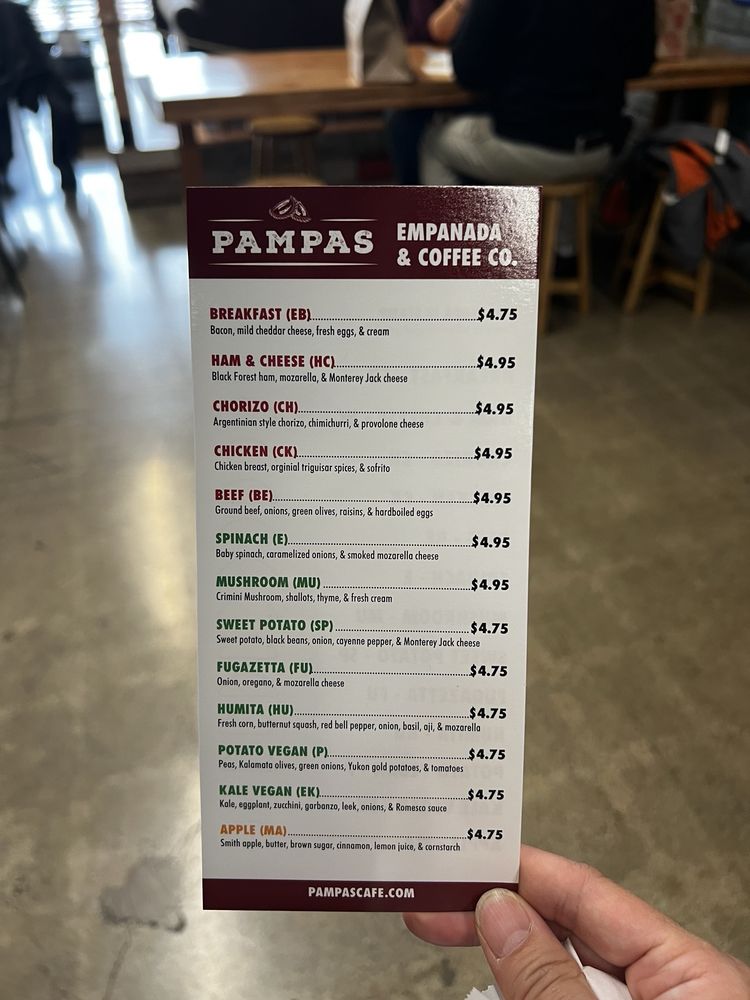 PAMPAS
EMPANADA
& COFFEE CO.
BREAKFAST (EB)......$4.75
Bacon, mild cheddar cheese, fresh eggs, & cream
HAM & CHEESE (HC)......$4.95
Black Forest ham, mozarella, & Monterey Jack cheese
CHORIZO (CH)......$4.95
Argentinian style chorizo, chimichurri, & provolone cheese
CHICKEN (CK)......$4.95
Chicken breast, orginial triguisar spices, & sofrito
BEEF (BE)......$4.95
Ground beef, onions, green olives, raisins, & hardboiled eggs
SPINACH (E)......$4.95
Baby spinach, caramelized onions, & smoked mozarella cheese
MUSHROOM (MU)......$4.95
Crimini Mushroom, shallots, thyme, & fresh cream
SWEET POTATO (SP)......$4.75
Sweet potato, black beans, onion, cayenne pepper, & Monterey Jack cheese
FUGAZETTA (FU)......$4.75
Onion, oregano, & mozarella cheese
HUMITA (HU)......$4.75
Fresh corn, butternut squash, red bell pepper, onion, basil, aji, & mozarella
POTATO VEGAN (P)......$4.75
Peas, Kalamata olives, green onions, Yukon gold potatoes, & tomatoes
KALE VEGAN (EK)......$4.75
Kale, eggplant, zucchini, garbanzo, leek, onions, & Romesco sauce
APPLE (MA)......$4.75
Smith apple, butter, brown sugar, cinnamon, lemon juice, & cornstarch
PAMPASCAFE.COM